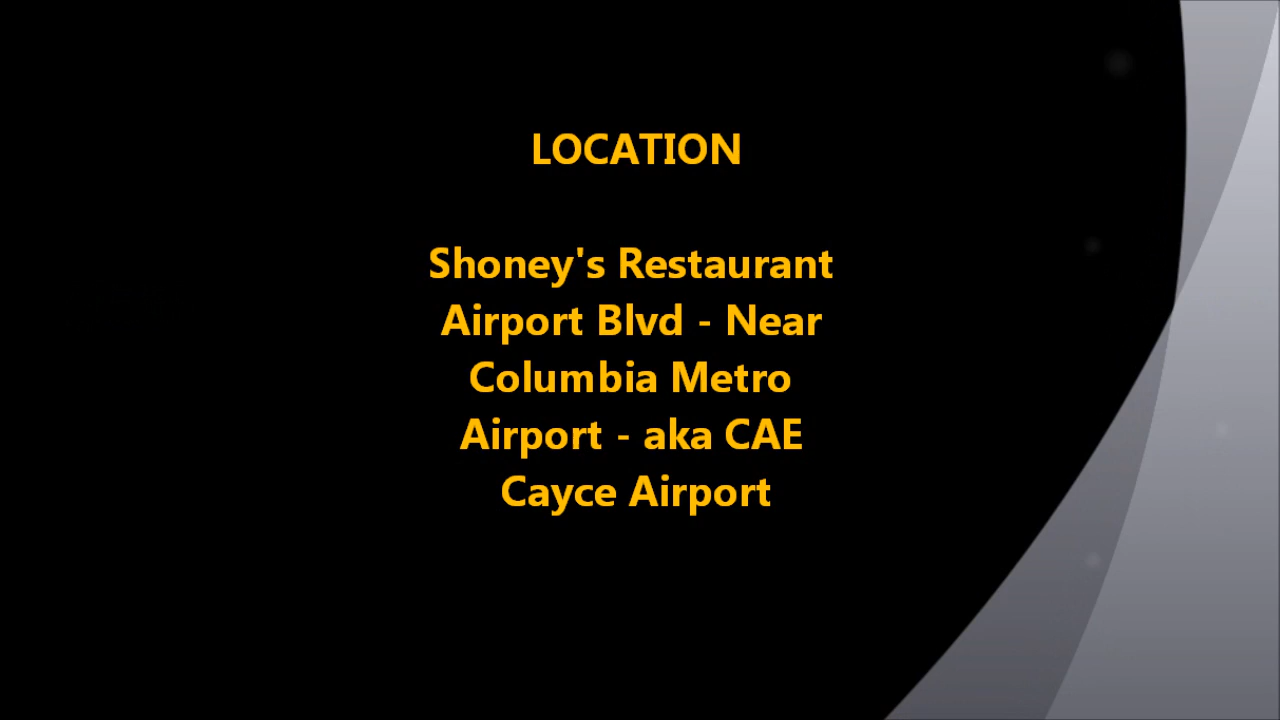 LOCATION
Shoney's Restaurant
Airport Blvd - Near
Columbia Metro
Airport - aka CAE
Cayce Airport